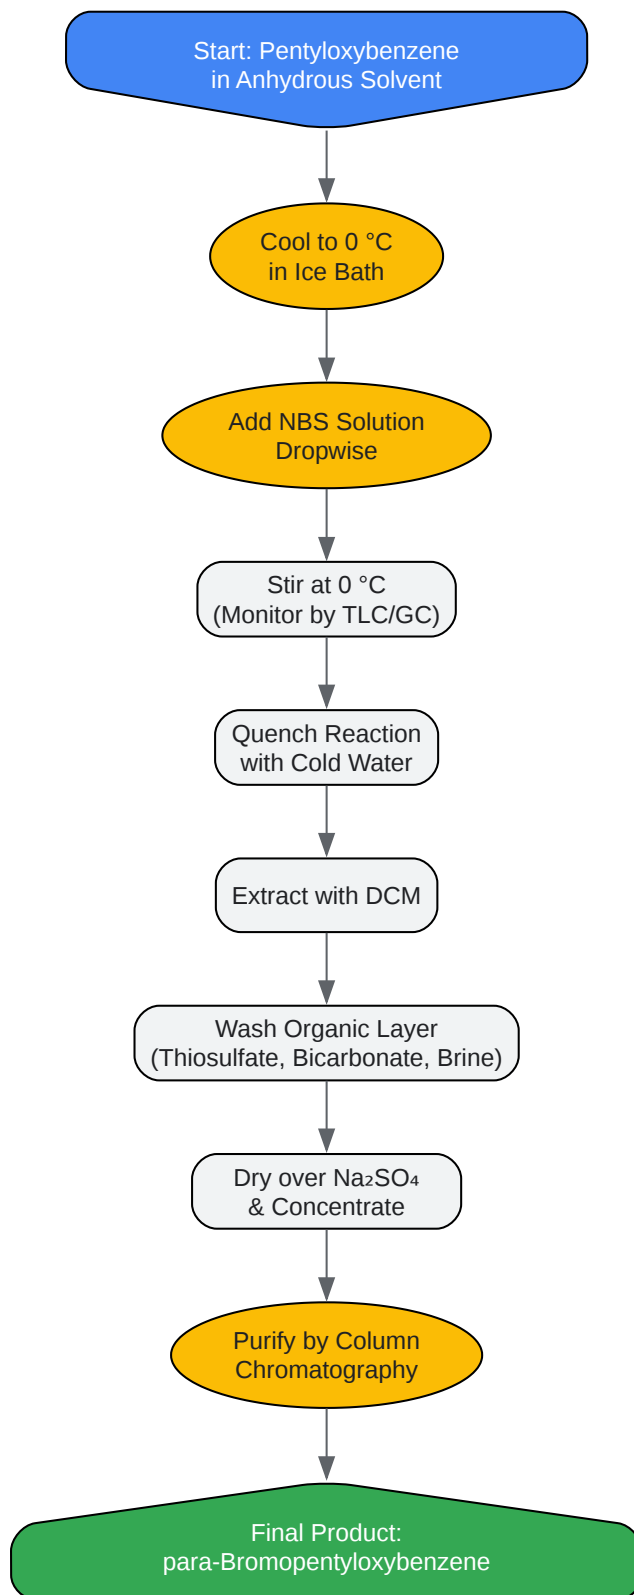 Start: Pentyloxybenzene
in Anhydrous Solvent
Cool to 0 °C
in Ice Bath
Add NBS Solution
Dropwise
Stir at 0 °C
(Monitor by TLC/GC)
Quench Reaction
with Cold Water
Extract with DCM
Wash Organic Layer
(Thiosulfate, Bicarbonate, Brine)
Dry over Na₂SO₄
& Concentrate
Purify by Column
Chromatography
Final Product:
para-Bromopentyloxybenzene